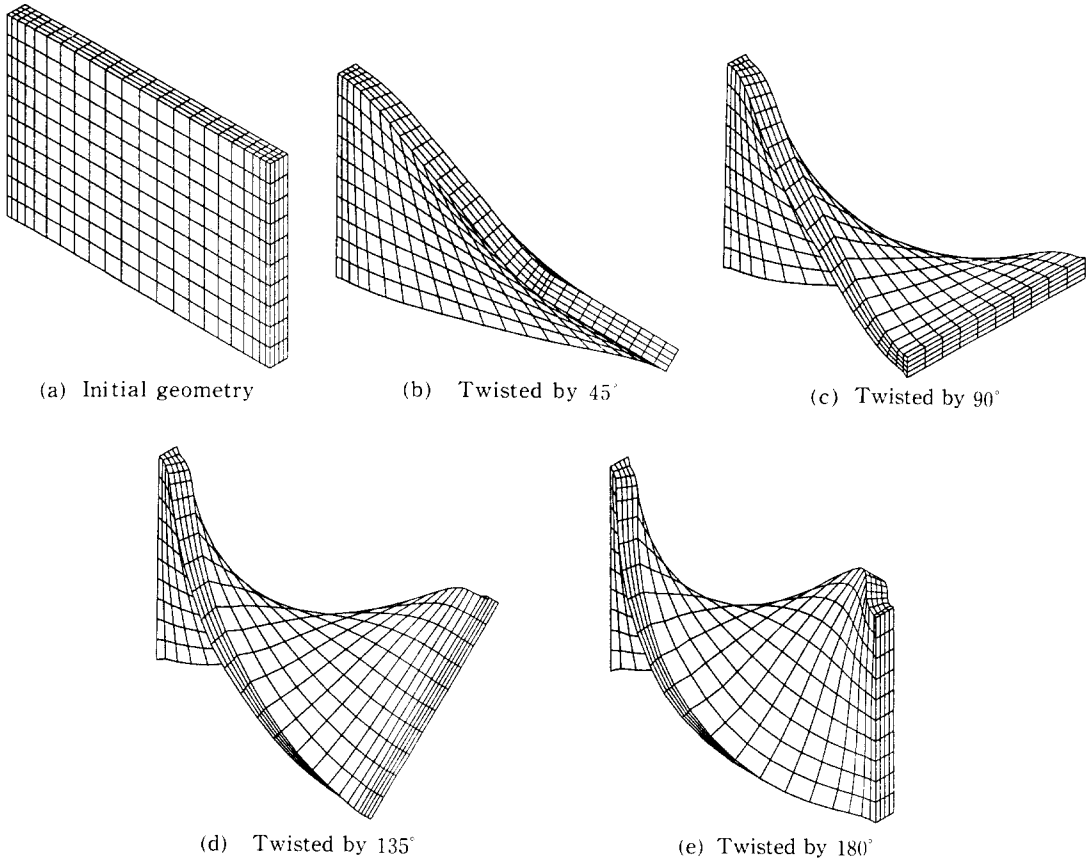 (a) Initial geometry
(b) Twisted by 45°
(c) Twisted by 90°
(d) Twisted by 135°
(e) Twisted by 180°